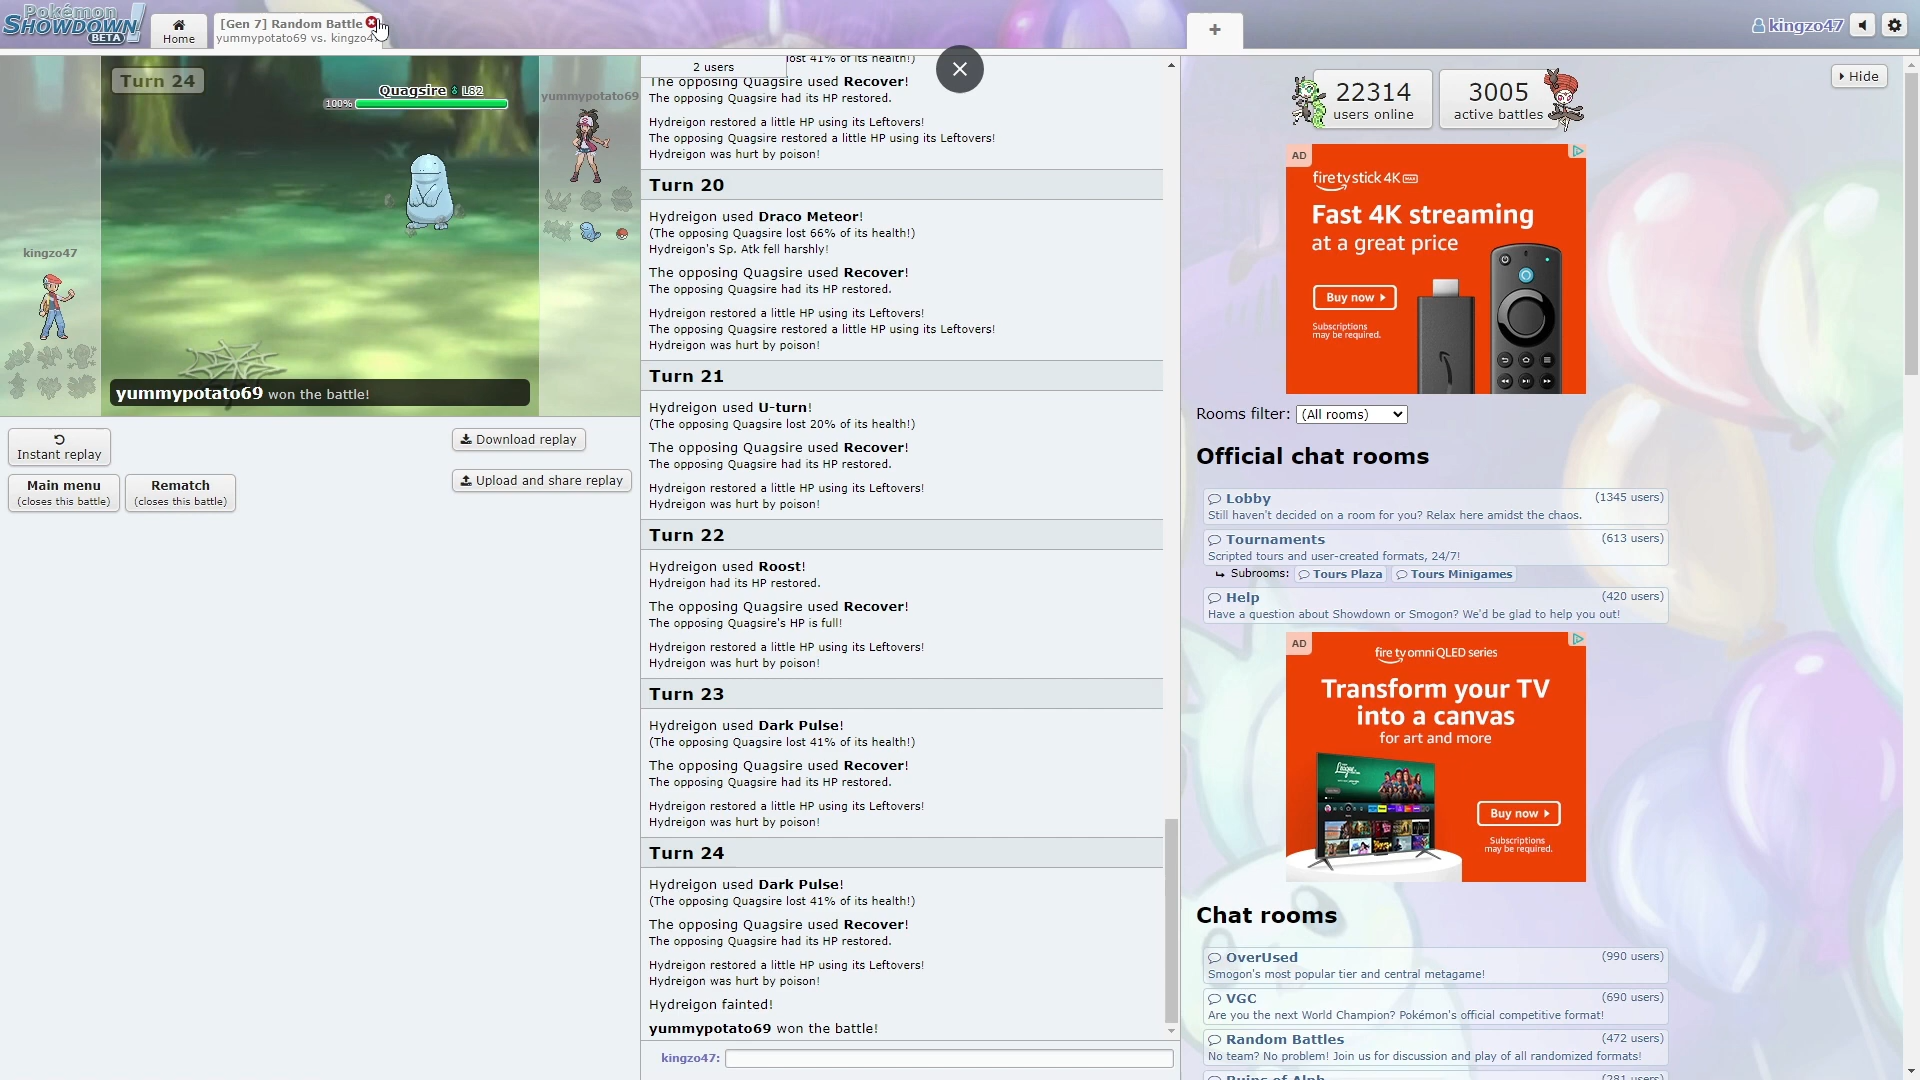 Pokémon
SHOWDOWN!
BETA
Home
[Gen 7] Random Battle
yummypotato69 vs. kingzo47
+
kingzo47
Turn 24
Quagsire L82
100%
yummypotato69
kingzo47
yummypotato69 won the battle!
Instant replay
Download replay
Main menu
(closes this battle)
Rematch
(closes this battle)
Upload and share replay
2 users
lost 41% of its health!)
The opposing Quagsire used Recover!
The opposing Quagsire had its HP restored.
Hydreigon restored a little HP using its Leftovers!
The opposing Quagsire restored a little HP using its Leftovers!
Hydreigon was hurt by poison!
Turn 20
Hydreigon used Draco Meteor!
(The opposing Quagsire lost 66% of its health!)
Hydreigon's Sp. Atk fell harshly!
The opposing Quagsire used Recover!
The opposing Quagsire had its HP restored.
Hydreigon restored a little HP using its Leftovers!
The opposing Quagsire restored a little HP using its Leftovers!
Hydreigon was hurt by poison!
Turn 21
Hydreigon used U-turn!
(The opposing Quagsire lost 20% of its health!)
The opposing Quagsire used Recover!
The opposing Quagsire had its HP restored.
Hydreigon restored a little HP using its Leftovers!
Hydreigon was hurt by poison!
Turn 22
Hydreigon used Roost!
Hydreigon had its HP restored.
The opposing Quagsire used Recover!
The opposing Quagsire's HP is full!
Hydreigon restored a little HP using its Leftovers!
Hydreigon was hurt by poison!
Turn 23
Hydreigon used Dark Pulse!
(The opposing Quagsire lost 41% of its health!)
The opposing Quagsire used Recover!
The opposing Quagsire had its HP restored.
Hydreigon restored a little HP using its Leftovers!
Hydreigon was hurt by poison!
Turn 24
Hydreigon used Dark Pulse!
(The opposing Quagsire lost 41% of its health!)
The opposing Quagsire used Recover!
The opposing Quagsire had its HP restored.
Hydreigon restored a little HP using its Leftovers!
Hydreigon was hurt by poison!
Hydreigon fainted!
yummypotato69 won the battle!
kingzo47:
Hide
22314
users online
3005
active battles
AD
fire tv stick 4K MAX
Fast 4K streaming
at a great price
Buy now
Subscriptions
may be required.
Rooms filter: (All rooms)
Official chat rooms
Lobby (1345 users)
Still haven't decided on a room for you? Relax here amidst the chaos.
Tournaments (613 users)
Scripted tours and user-created formats, 24/7!
Subrooms: Tours Plaza Tours Minigames
Help (420 users)
Have a question about Showdown or Smogon? We'd be glad to help you out!
AD
fire tv omni QLED series
Transform your TV
into a canvas
for art and more
Buy now
Subscriptions
may be required.
Chat rooms
OverUsed (990 users)
Smogon's most popular tier and central metagame!
VGC (690 users)
Are you the next World Champion? Pokémon's official competitive format!
Random Battles (472 users)
No team? No problem! Join us for discussion and play of all randomized formats!
Ruins of Alph (281 users)